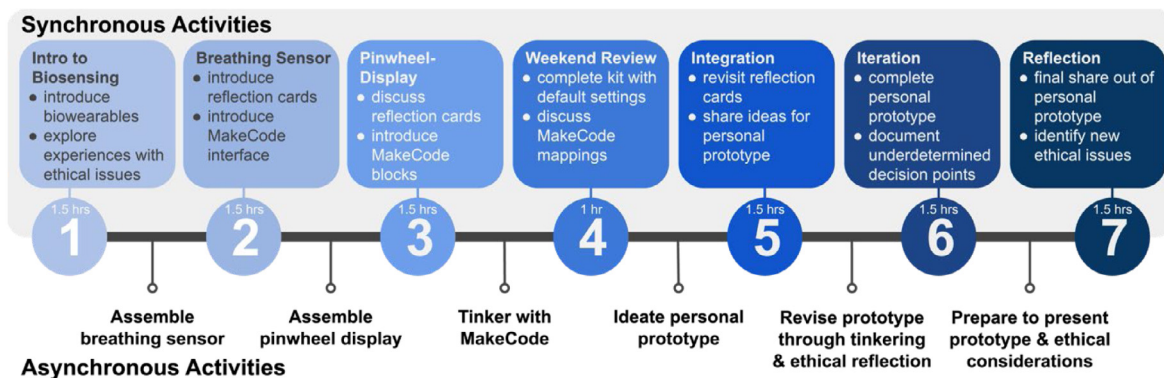 Synchronous Activities
Intro to
Biosensing
● introduce
biowearables
● explore
experiences with
ethical issues
Breathing Sensor
● introduce
reflection cards
● introduce
MakeCode
interface
Pinwheel-
Display
● discuss
reflection cards
● introduce
MakeCode
blocks
Weekend Review
● complete kit with
default settings
● discuss
MakeCode
mappings
Integration
● revisit reflection
cards
● share ideas for
personal
prototype
Iteration
● complete
personal
prototype
● document
underdetermined
decision points
Reflection
● final share out of
personal
prototype
● identify new
ethical issues
1.5 hrs
1
1.5 hrs
2
1.5 hrs
3
1 hr
4
1.5 hrs
5
1.5 hrs
6
1.5 hrs
7
Assemble
breathing sensor
Assemble
pinwheel display
Tinker with
MakeCode
Ideate personal
prototype
Revise prototype
through tinkering
& ethical reflection
Prepare to present
prototype & ethical
considerations
Asynchronous Activities